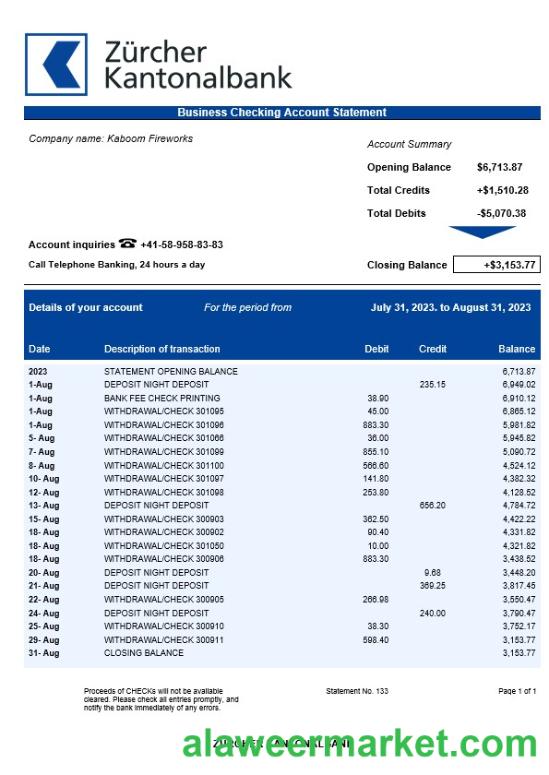 Zürcher
Kantonalbank
Business Checking Account Statement
Company name: Kaboom Fireworks
Account Summary
Opening Balance $6,713.87
Total Credits +$1,510.28
Total Debits -$5,070.38
Account inquiries ☎ +41-58-958-83-83
Call Telephone Banking, 24 hours a day
Closing Balance +$3,153.77
Details of your account For the period from July 31, 2023. to August 31, 2023
Date Description of transaction Debit Credit Balance
2023 STATEMENT OPENING BALANCE 6,713.87
1-Aug DEPOSIT NIGHT DEPOSIT 235.15 6,949.02
1-Aug BANK FEE CHECK PRINTING 38.90 6,910.12
1-Aug WITHDRAWAL/CHECK 301095 45.00 6,865.12
1-Aug WITHDRAWAL/CHECK 301096 883.30 5,981.82
5- Aug WITHDRAWAL/CHECK 301066 36.00 5,945.82
7- Aug WITHDRAWAL/CHECK 301099 855.10 5,090.72
8- Aug WITHDRAWAL/CHECK 301100 566.60 4,524.12
10- Aug WITHDRAWAL/CHECK 301097 141.80 4,382.32
12- Aug WITHDRAWAL/CHECK 301098 253.80 4,128.52
13- Aug DEPOSIT NIGHT DEPOSIT 656.20 4,784.72
15- Aug WITHDRAWAL/CHECK 300903 362.50 4,422.22
18- Aug WITHDRAWAL/CHECK 300902 90.40 4,331.82
18- Aug WITHDRAWAL/CHECK 301050 10.00 4,321.82
18- Aug WITHDRAWAL/CHECK 300906 883.30 3,438.52
20- Aug DEPOSIT NIGHT DEPOSIT 9.68 3,448.20
21- Aug DEPOSIT NIGHT DEPOSIT 369.25 3,817.45
22- Aug WITHDRAWAL/CHECK 300905 266.98 3,550.47
24- Aug DEPOSIT NIGHT DEPOSIT 240.00 3,790.47
25- Aug WITHDRAWAL/CHECK 300910 38.30 3,752.17
29- Aug WITHDRAWAL/CHECK 300911 598.40 3,153.77
31- Aug CLOSING BALANCE 3,153.77
Proceeds of CHECKs will not be available
cleared. Please check all entries promptly, and
notify the bank immediately of any errors.
Statement No. 133
Page 1 of 1
alaweermarket.com